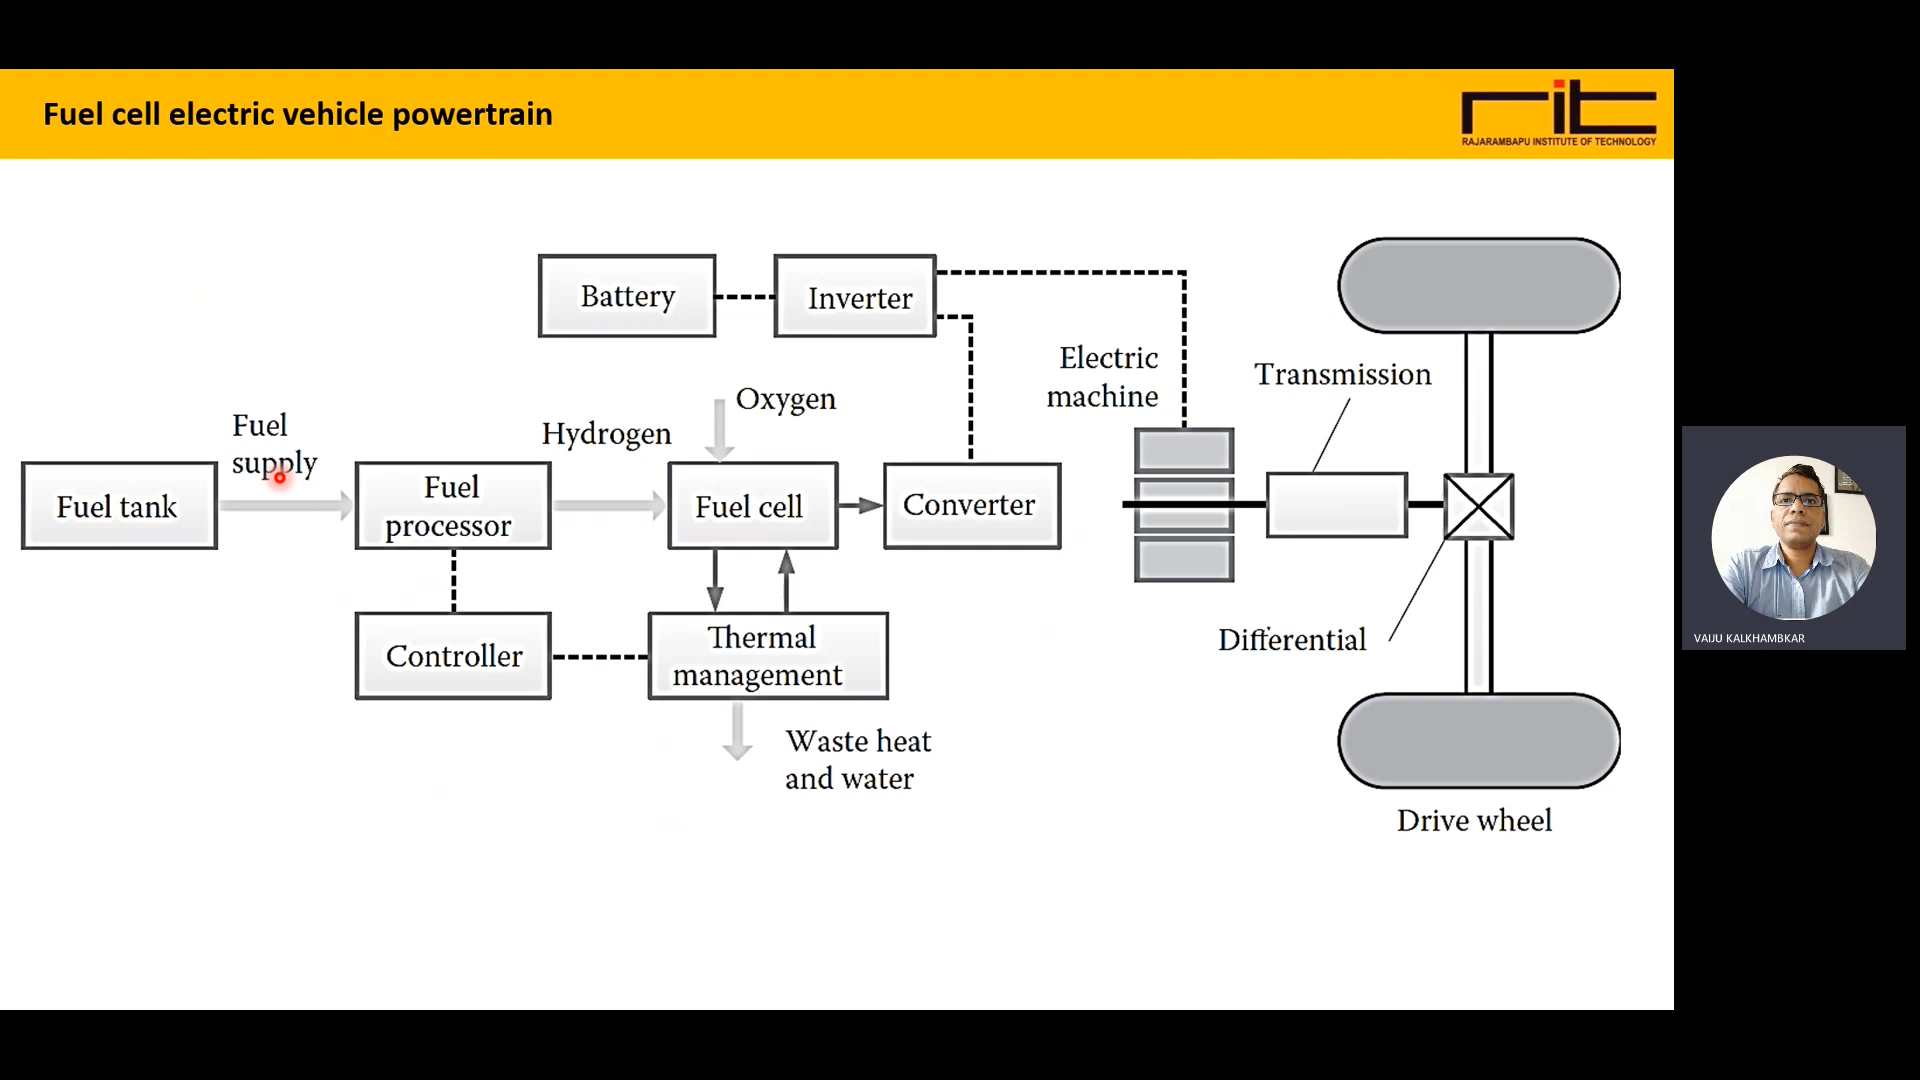 Fuel cell electric vehicle powertrain
rit
RAJARAMBAPU INSTITUTE OF TECHNOLOGY
Battery
Inverter
Electric
machine
Transmission
Oxygen
Fuel
supply
Hydrogen
Fuel tank
Fuel
processor
Fuel cell
Converter
Controller
Thermal
management
Differential
Waste heat
and water
Drive wheel
VAIJU KALKHAMBKAR